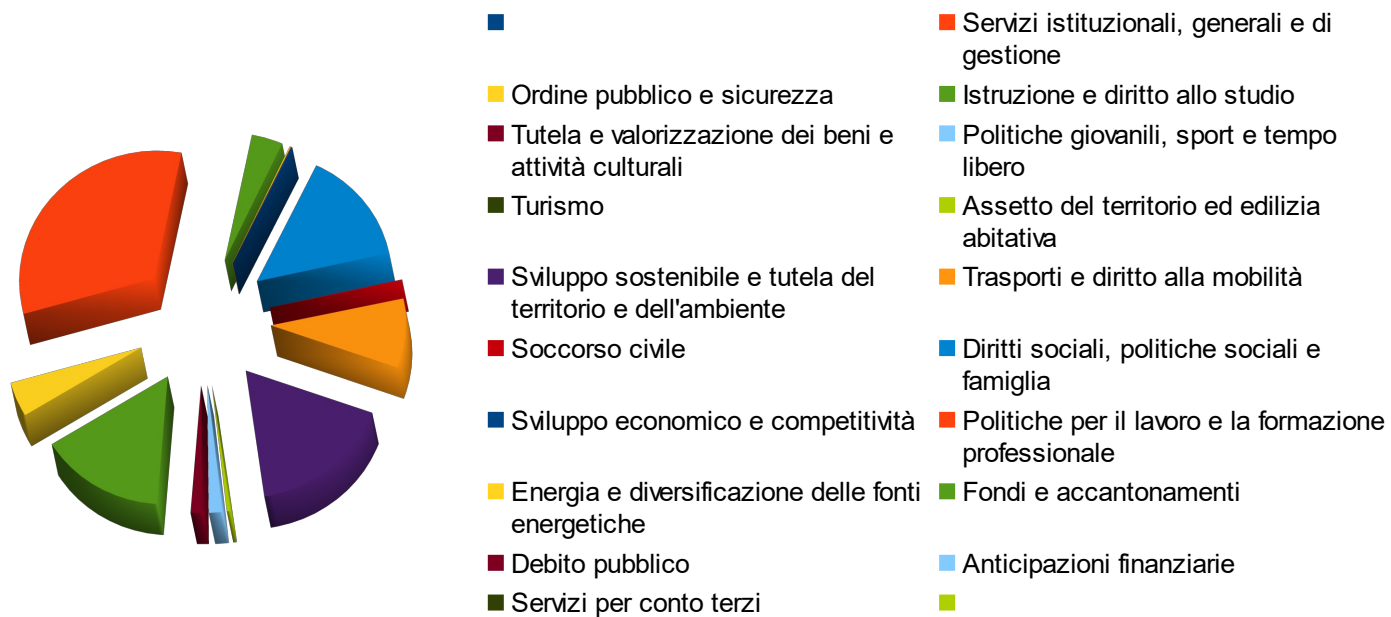 Servizi istituzionali, generali e di
gestione
Ordine pubblico e sicurezza
Istruzione e diritto allo studio
Tutela e valorizzazione dei beni e
attività culturali
Politiche giovanili, sport e tempo
libero
Turismo
Assetto del territorio ed edilizia
abitativa
Sviluppo sostenibile e tutela del
territorio e dell'ambiente
Trasporti e diritto alla mobilità
Soccorso civile
Diritti sociali, politiche sociali e
famiglia
Sviluppo economico e competitività
Politiche per il lavoro e la formazione
professionale
Energia e diversificazione delle fonti
energetiche
Fondi e accantonamenti
Debito pubblico
Anticipazioni finanziarie
Servizi per conto terzi